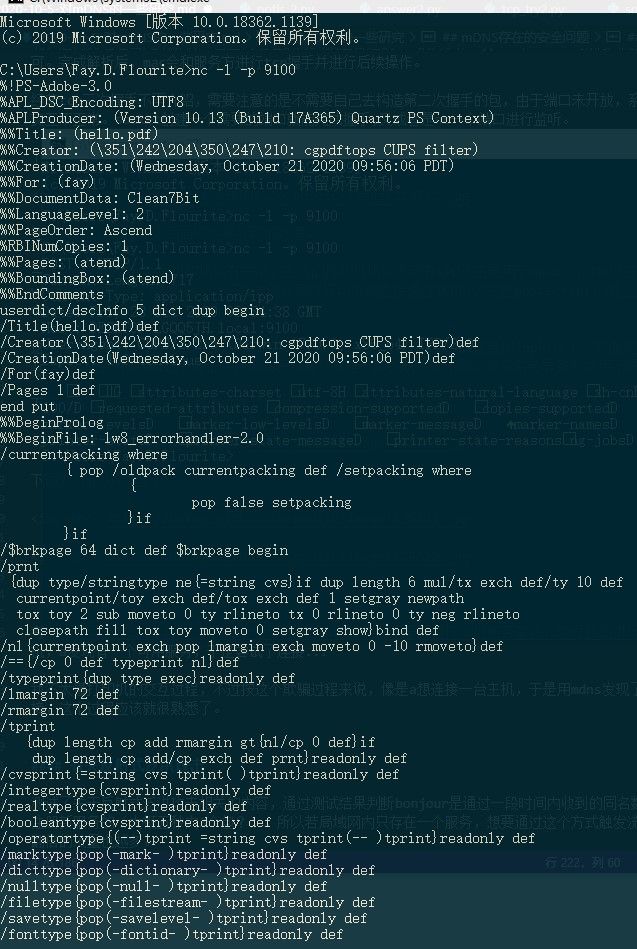 Microsoft Windows [版本 10.0.18362.1139]
(c) 2019 Microsoft Corporation。保留所有权利。
C:\Users\Fay.D.Flourite>nc -l -p 9100
%!PS-Adobe-3.0
%APL_DSC_Encoding: UTF8
%APLProducer: (Version 10.13 (Build 17A365) Quartz PS Context)
%%Title: (hello.pdf)
%%Creator: (\351\242\204\350\247\210: cgpdftops CUPS filter)
%%CreationDate: (Wednesday, October 21 2020 09:56:06 PDT)
%%For: (fay)
%%DocumentData: Clean7Bit
%%LanguageLevel: 2
%%PageOrder: Ascend
%RBINumCopies: 1
%%Pages: (atend)
%%BoundingBox: (atend)
%%EndComments
userdict/dscInfo 5 dict dup begin
/Title(hello.pdf)def
/Creator(\351\242\204\350\247\210: cgpdftops CUPS filter)def
/CreationDate(Wednesday, October 21 2020 09:56:06 PDT)def
/For(fay)def
/Pages 1 def
end put
%%BeginProlog
%%BeginFile: lw8_errorhandler-2.0
/currentpacking where
{ pop /oldpack currentpacking def /setpacking where
{
pop false setpacking
}if
}if
/$brkpage 64 dict def $brkpage begin
/prnt
{dup type/stringtype ne{=string cvs}if dup length 6 mul/tx exch def/ty 10 def
currentpoint/toy exch def/tox exch def 1 setgray newpath
tox toy 2 sub moveto 0 ty rlineto tx 0 rlineto 0 ty neg rlineto
closepath fill tox toy moveto 0 setgray show}bind def
/nl{currentpoint exch pop lmargin exch moveto 0 -10 rmoveto}def
/=={/cp 0 def typeprint nl}def
/typeprint{dup type exec}readonly def
/lmargin 72 def
/rmargin 72 def
/tprint
{dup length cp add rmargin gt{nl/cp 0 def}if
dup length cp add/cp exch def prnt}readonly def
/cvsprint{=string cvs tprint( )tprint}readonly def
/integertype{cvsprint}readonly def
/realtype{cvsprint}readonly def
/booleantype{cvsprint}readonly def
/operatortype{(--)tprint =string cvs tprint(-- )tprint}readonly def
/marktype{pop(-mark- )tprint}readonly def
/dicttype{pop(-dictionary- )tprint}readonly def
/nulltype{pop(-null- )tprint}readonly def
/filetype{pop(-filestream- )tprint}readonly def
/savetype{pop(-savelevel- )tprint}readonly def
/fonttype{pop(-fontid- )tprint}readonly def
行 222，列 60